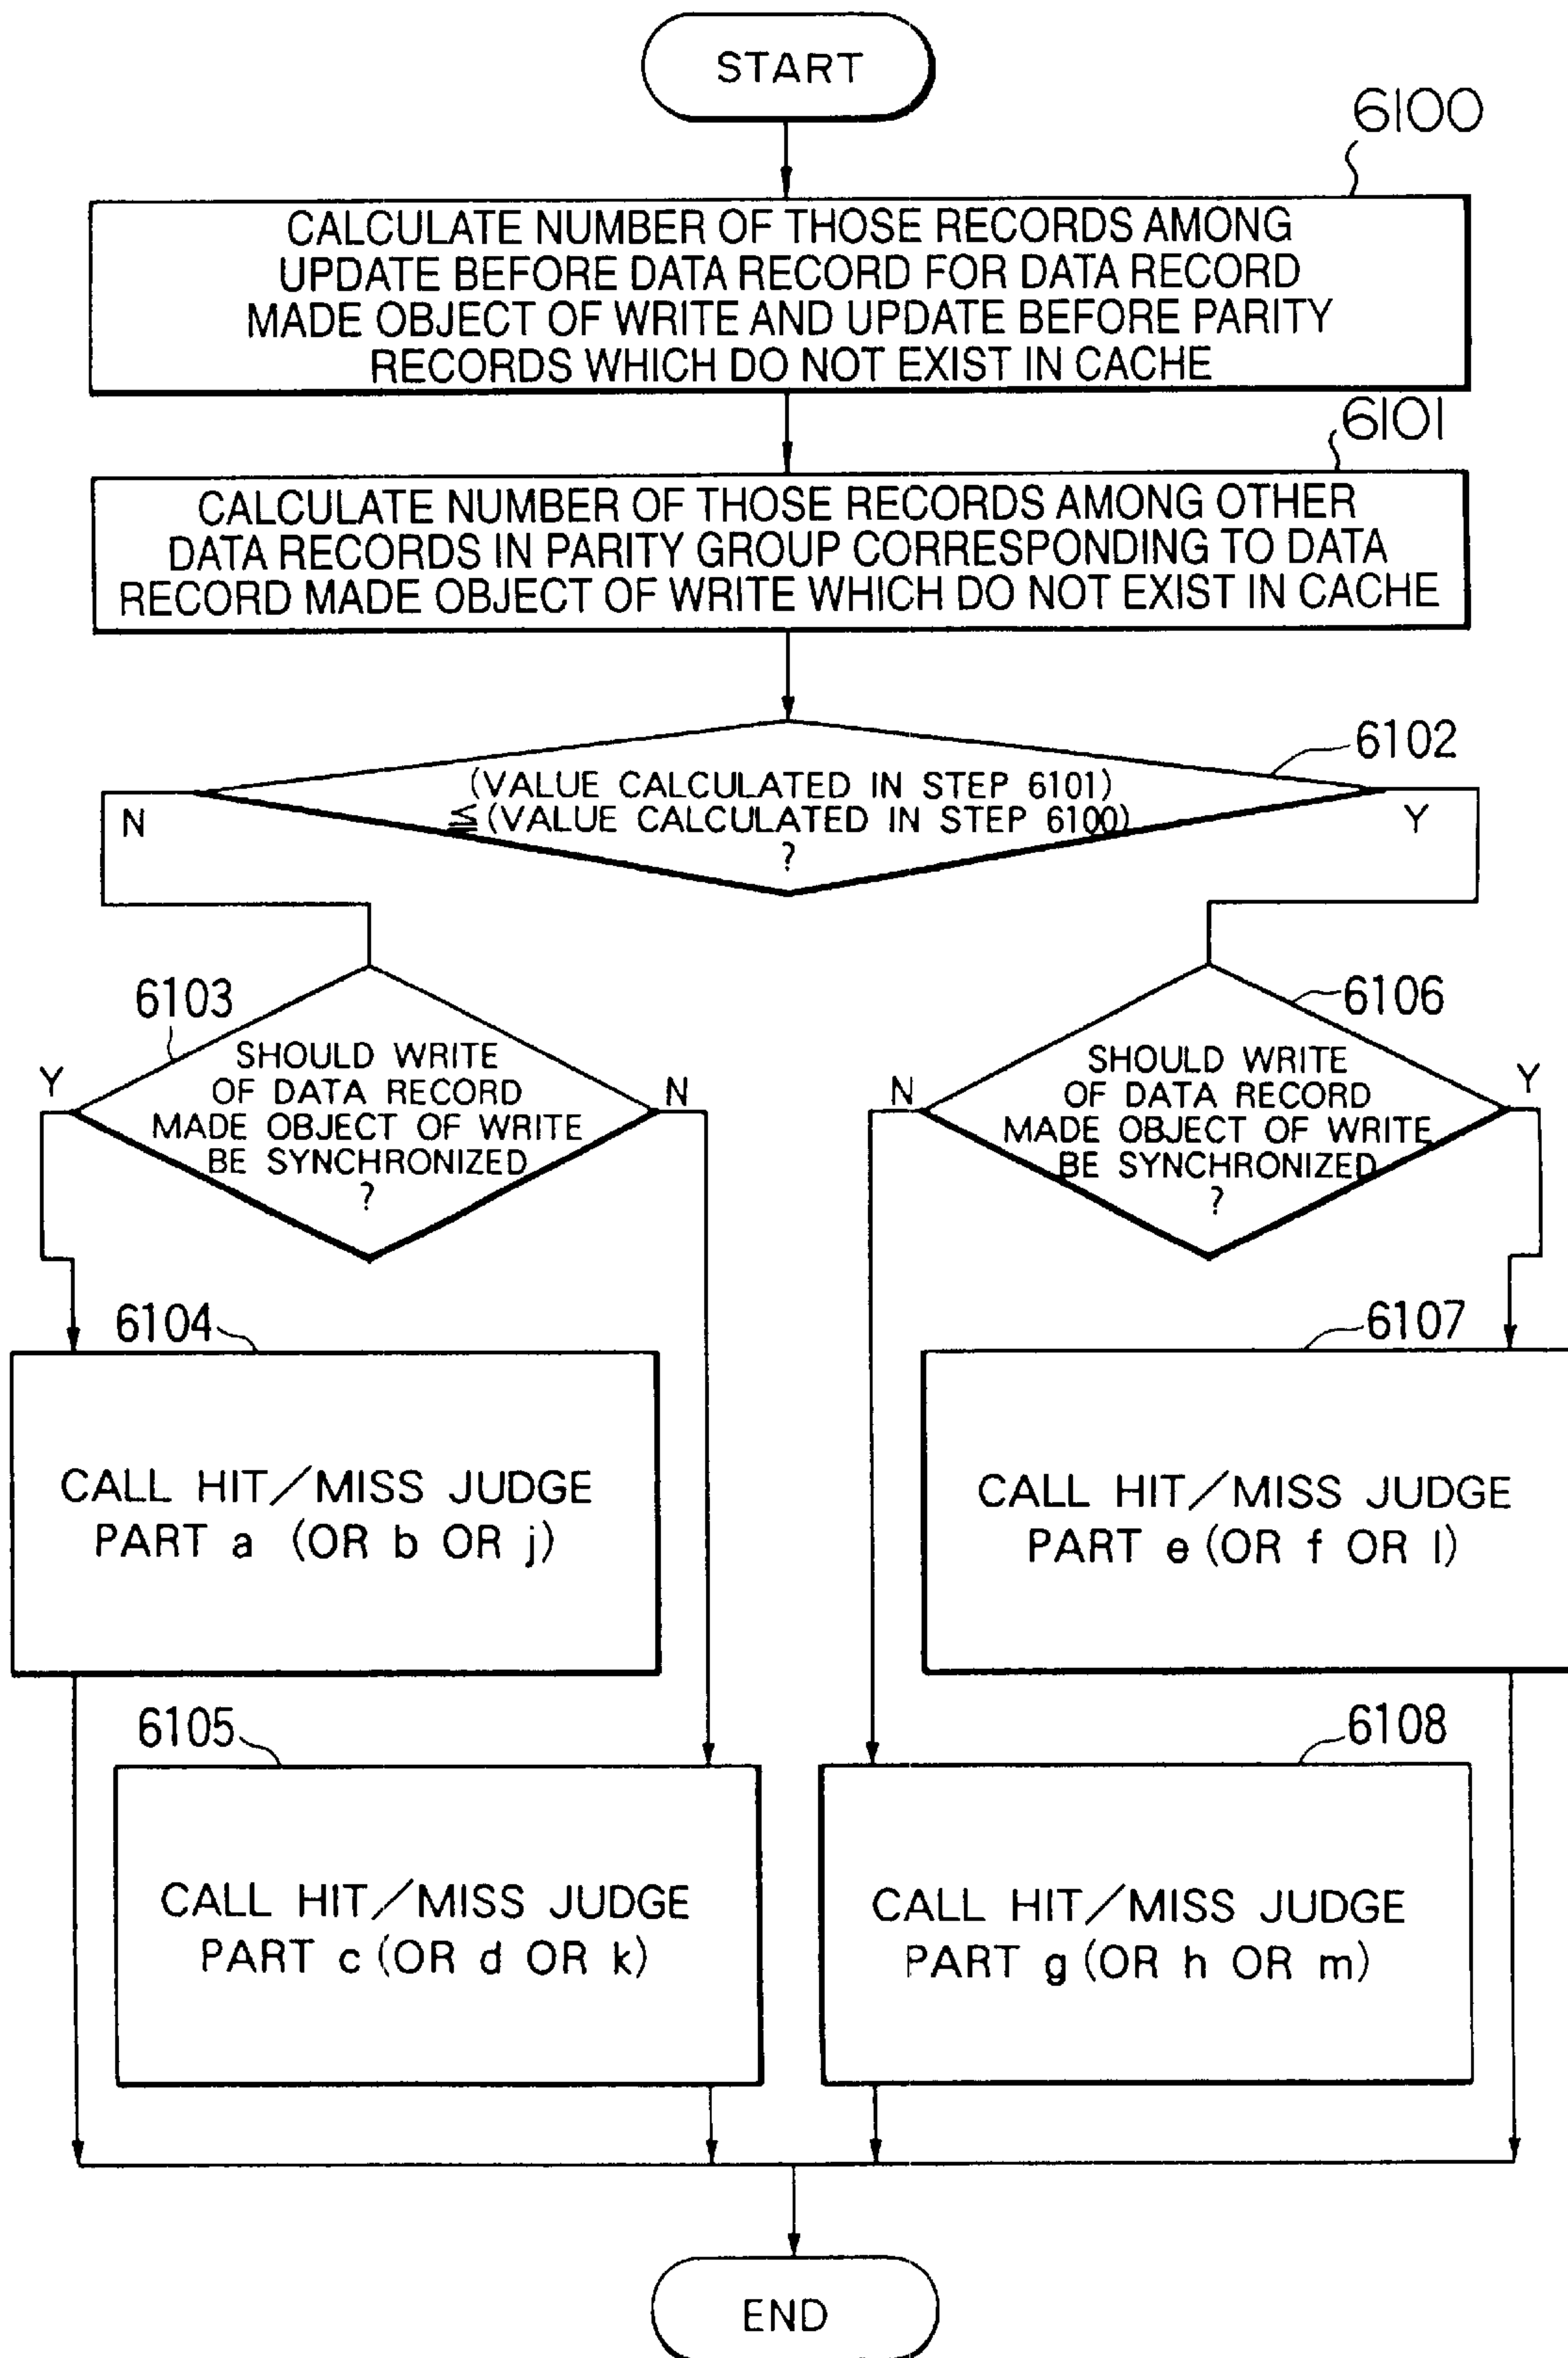 START
6100
CALCULATE NUMBER OF THOSE RECORDS AMONG
UPDATE BEFORE DATA RECORD FOR DATA RECORD
MADE OBJECT OF WRITE AND UPDATE BEFORE PARITY
RECORDS WHICH DO NOT EXIST IN CACHE
6101
CALCULATE NUMBER OF THOSE RECORDS AMONG OTHER
DATA RECORDS IN PARITY GROUP CORRESPONDING TO DATA
RECORD MADE OBJECT OF WRITE WHICH DO NOT EXIST IN CACHE
6102
(VALUE CALCULATED IN STEP 6101)
≦(VALUE CALCULATED IN STEP 6100)
?
N
Y
6103
SHOULD WRITE
OF DATA RECORD
MADE OBJECT OF WRITE
BE SYNCHRONIZED
?
Y
N
6106
SHOULD WRITE
OF DATA RECORD
MADE OBJECT OF WRITE
BE SYNCHRONIZED
?
N
Y
6104
CALL HIT/MISS JUDGE
PART a (OR b OR j)
6107
CALL HIT/MISS JUDGE
PART e (OR f OR l)
6105
CALL HIT/MISS JUDGE
PART c (OR d OR k)
6108
CALL HIT/MISS JUDGE
PART g (OR h OR m)
END